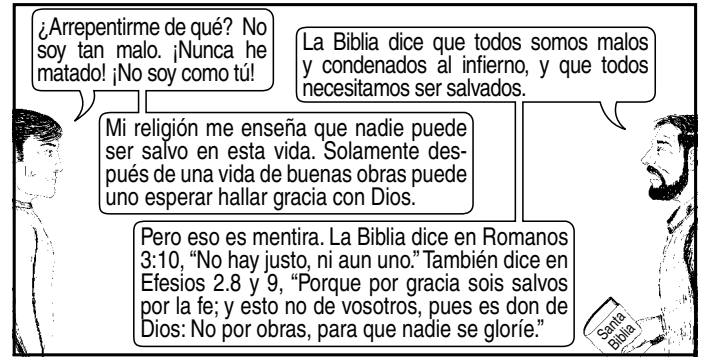 ¿Arrepentirme de qué? No
soy tan malo. ¡Nunca he
matado! ¡No soy como tú!
La Biblia dice que todos somos malos
y condenados al infierno, y que todos
necesitamos ser salvados.
Mi religión me enseña que nadie puede
ser salvo en esta vida. Solamente des-
pués de una vida de buenas obras puede
uno esperar hallar gracia con Dios.
Pero eso es mentira. La Biblia dice en Romanos
3:10, “No hay justo, ni aun uno.” También dice en
Efesios 2.8 y 9, “Porque por gracia sois salvos
por la fe; y esto no de vosotros, pues es don de
Dios: No por obras, para que nadie se gloríe.”
Santa
Biblia